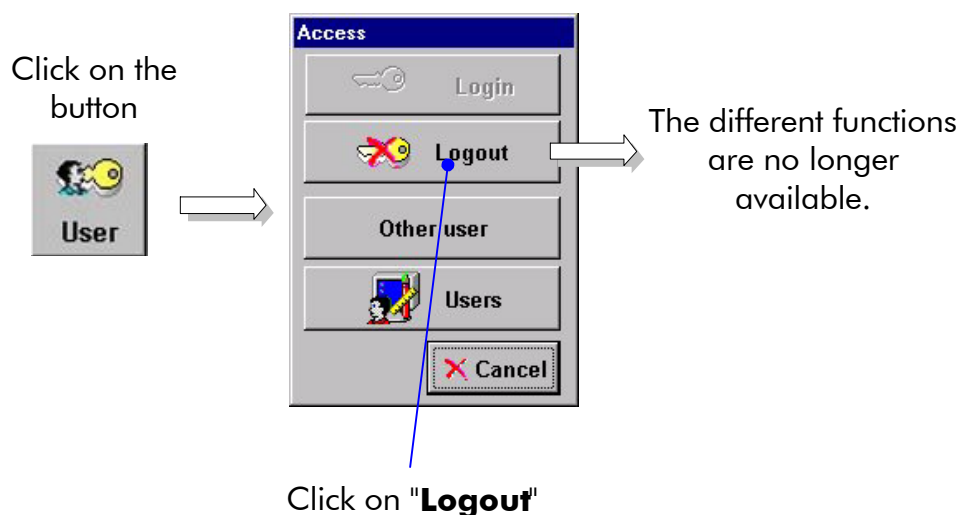 Click on the
button
User
Access
Login
Logout
Other user
Users
Cancel
Click on "Logout"
The different functions
are no longer
available.